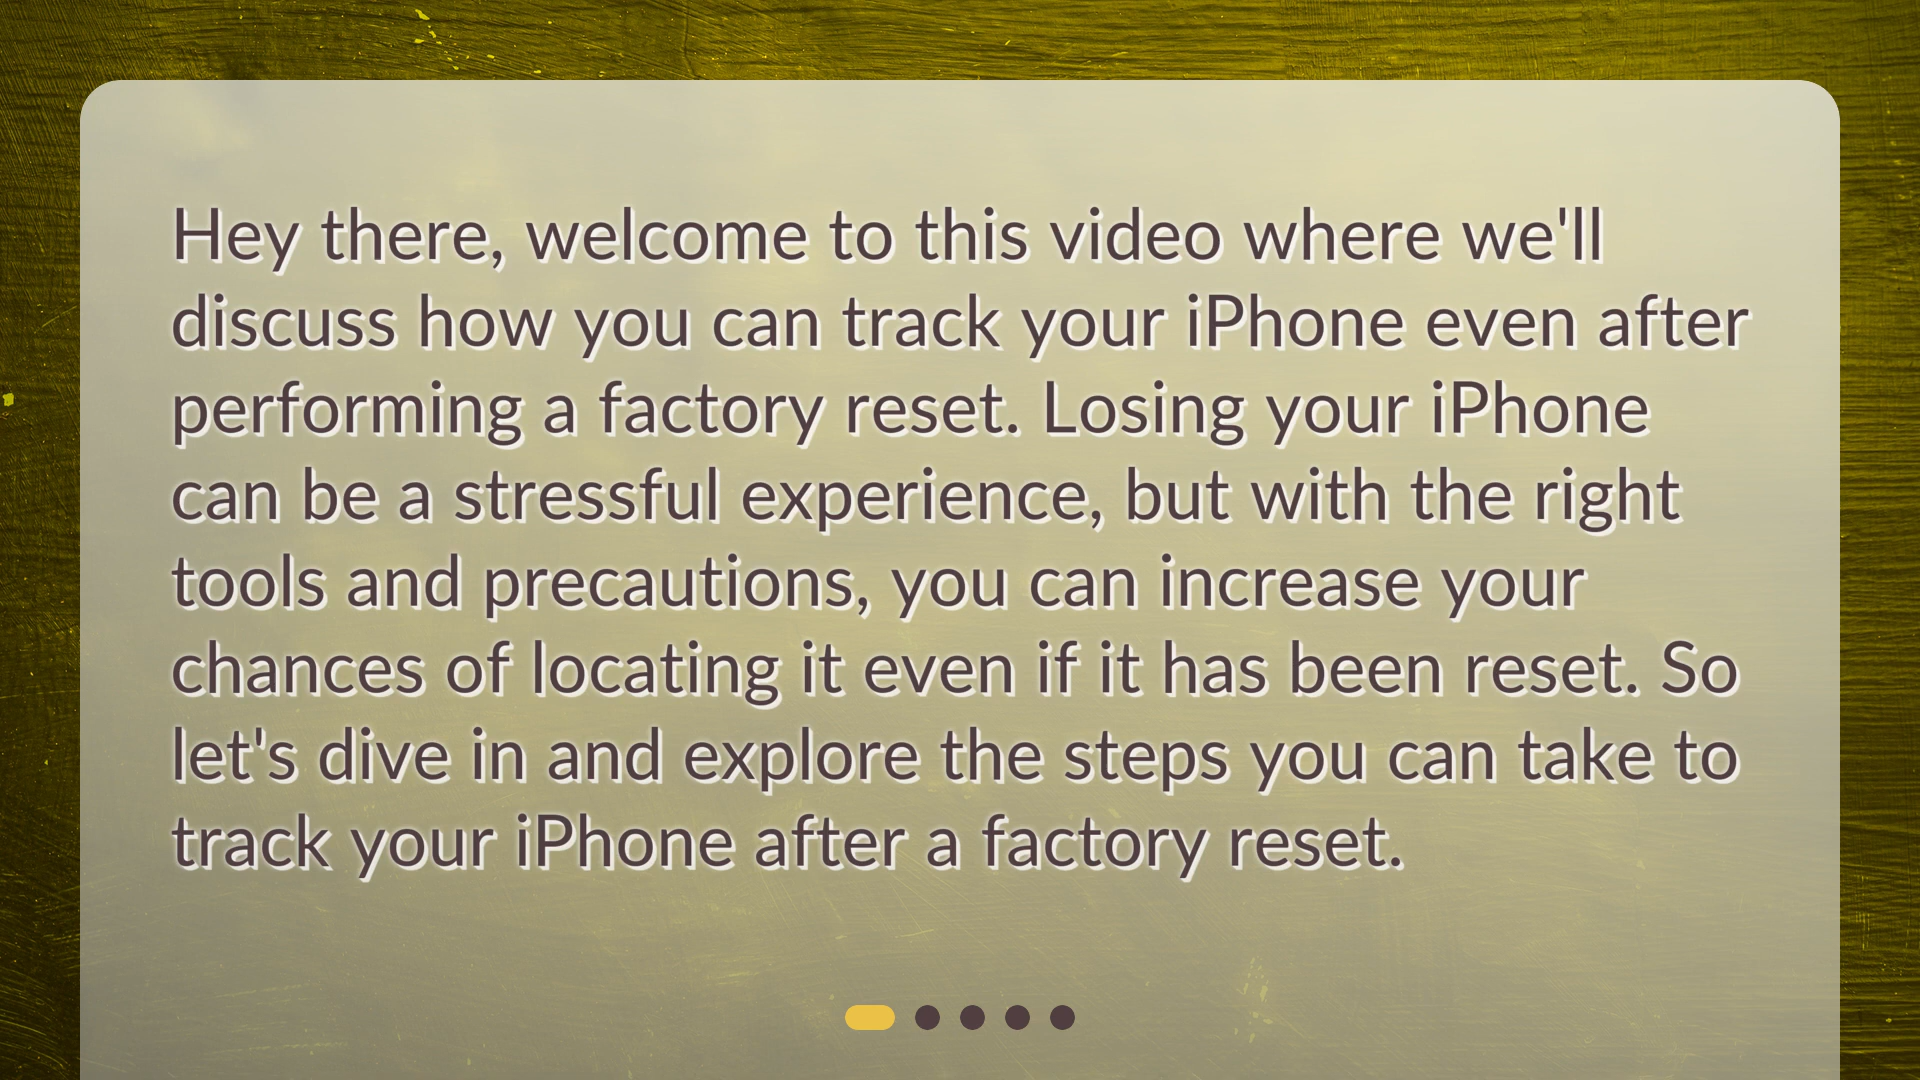 Hey there, welcome to this video where we'll
discuss how you can track your iPhone even after
performing a factory reset. Losing your iPhone
can be a stressful experience, but with the right
tools and precautions, you can increase your
chances of locating it even if it has been reset. So
let's dive in and explore the steps you can take to
track your iPhone after a factory reset.